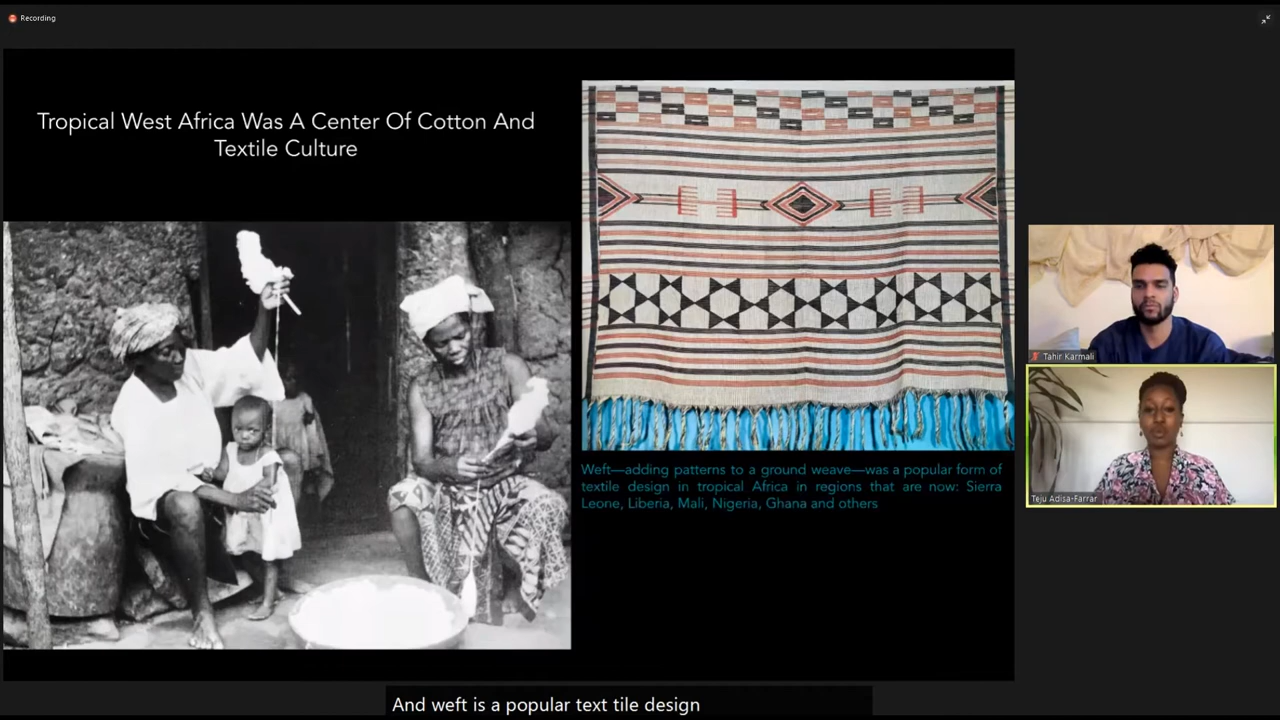 Recording
Tropical West Africa Was A Center Of Cotton And
Textile Culture
Weft—adding patterns to a ground weave—was a popular form of
textile design in tropical Africa in regions that are now: Sierra
Leone, Liberia, Mali, Nigeria, Ghana and others
Tahir Karmali
Teju Adisa-Farrar
And weft is a popular text tile design